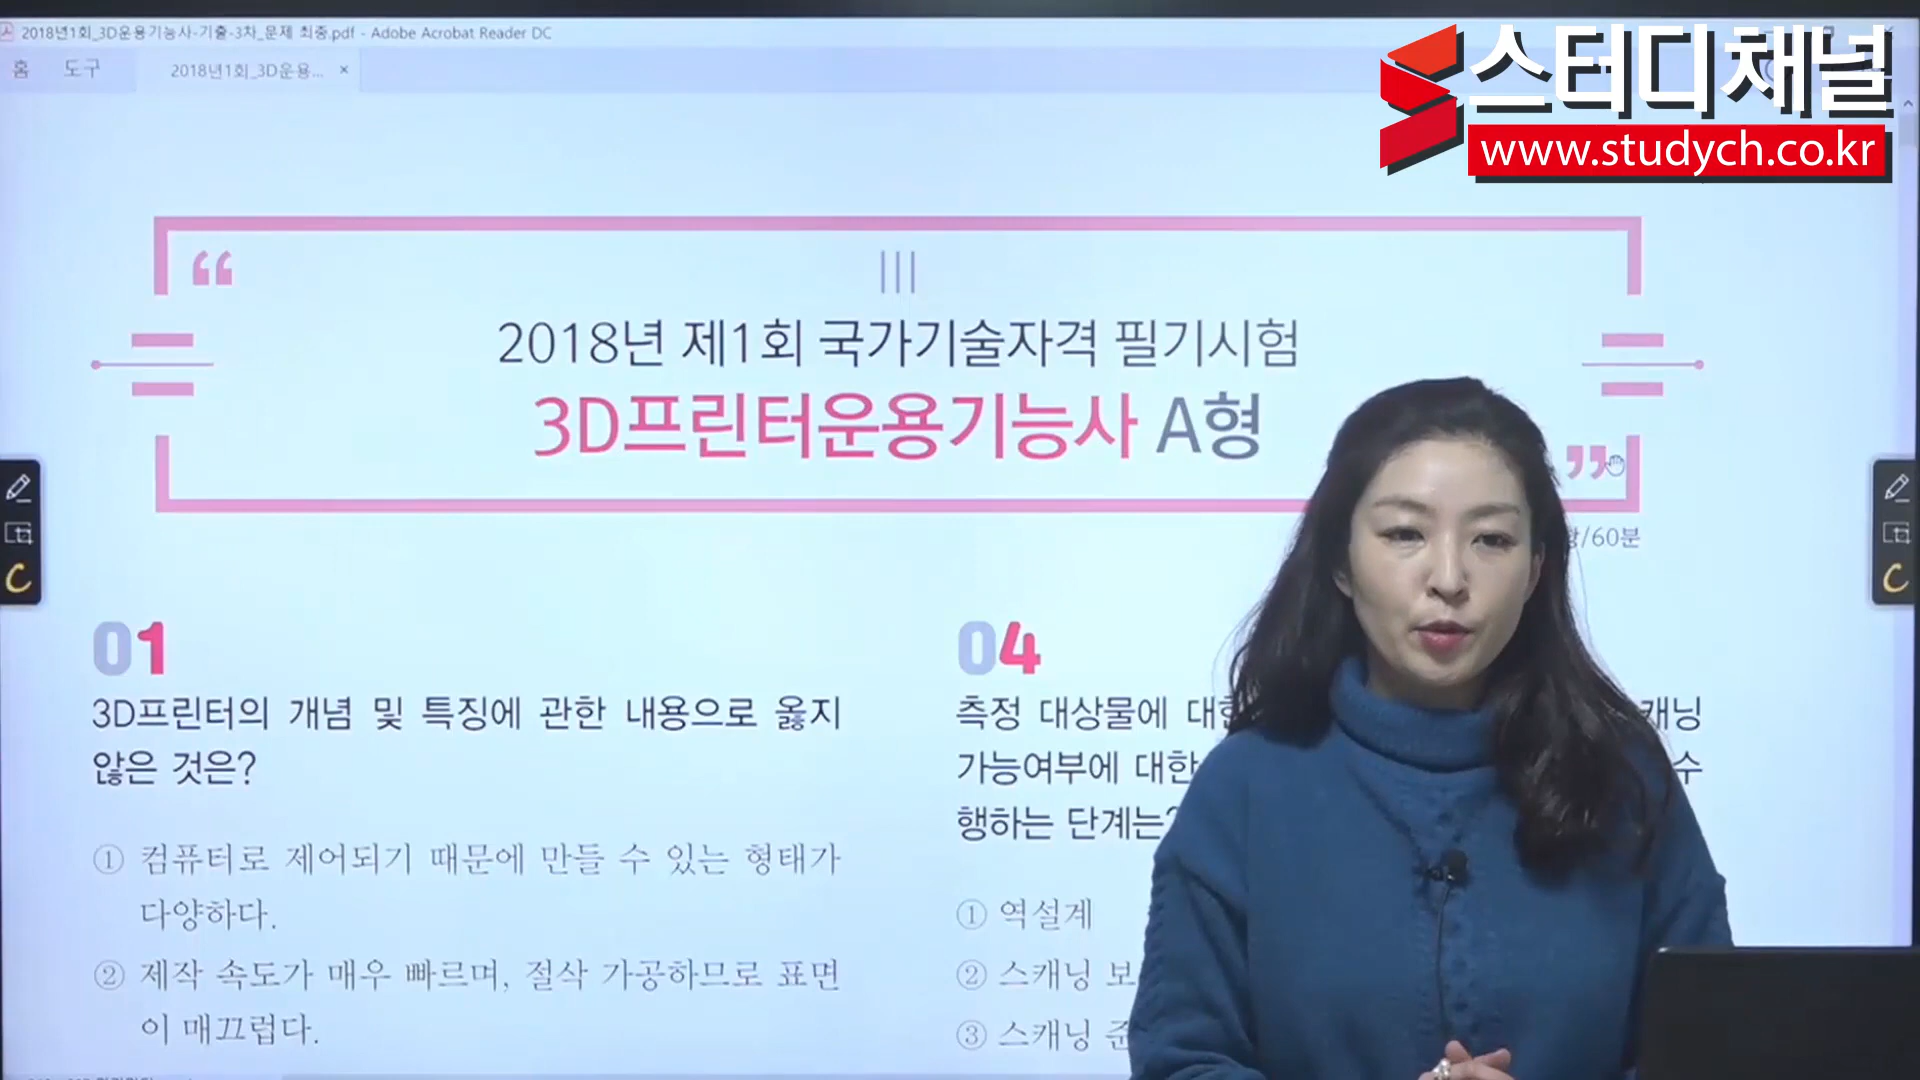 2018년1회_3D운용기능사-기출-3차_문제 최종.pdf - Adobe Acrobat Reader DC
홈 도구 2018년1회_3D운용... ×
스터디채널
www.studych.co.kr
2018년 제1회 국가기술자격 필기시험
3D프린터운용기능사 A형
/60분
01
3D프린터의 개념 및 특징에 관한 내용으로 옳지
않은 것은?
① 컴퓨터로 제어되기 때문에 만들 수 있는 형태가
다양하다.
② 제작 속도가 매우 빠르며, 절삭 가공하므로 표면
이 매끄럽다.
04
측정 대상물에 대한 캐닝
가능여부에 대한 수
행하는 단계는?
① 역설계
② 스캐닝 보
③ 스캐닝 준